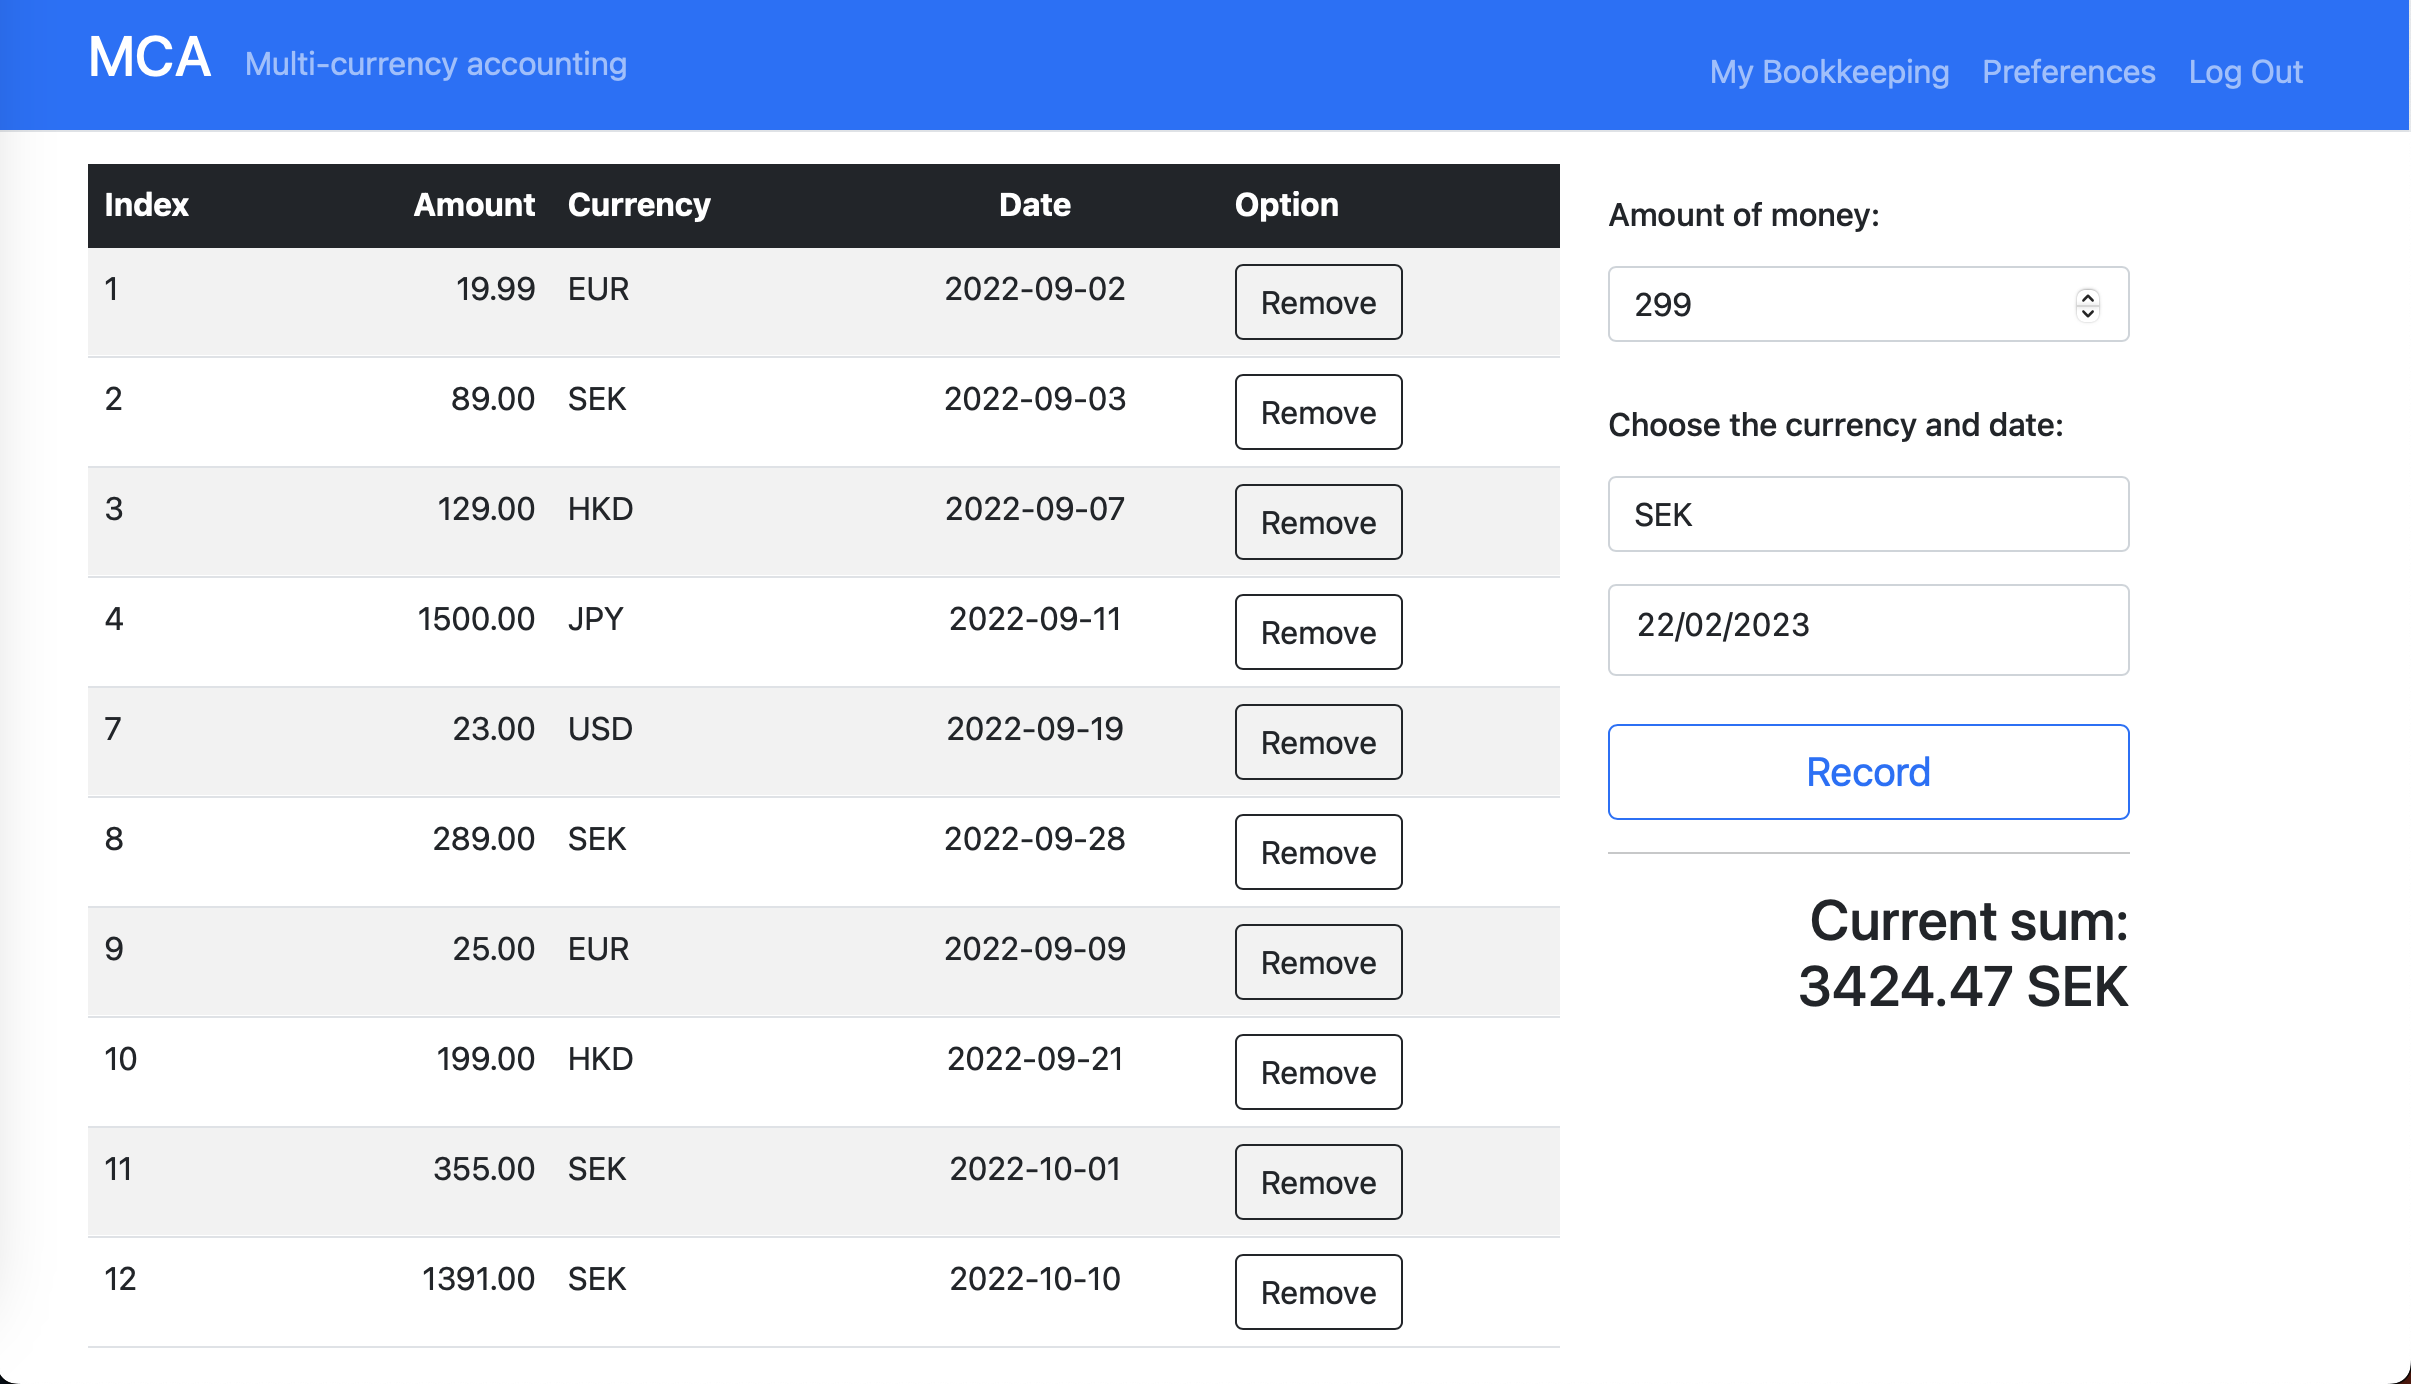 MCA Multi-currency accounting My Bookkeeping Preferences Log Out
Index Amount Currency Date Option
1 19.99 EUR 2022-09-02 Remove
2 89.00 SEK 2022-09-03 Remove
3 129.00 HKD 2022-09-07 Remove
4 1500.00 JPY 2022-09-11 Remove
7 23.00 USD 2022-09-19 Remove
8 289.00 SEK 2022-09-28 Remove
9 25.00 EUR 2022-09-09 Remove
10 199.00 HKD 2022-09-21 Remove
11 355.00 SEK 2022-10-01 Remove
12 1391.00 SEK 2022-10-10 Remove
Amount of money:
299
Choose the currency and date:
SEK
22/02/2023
Record
Current sum:
3424.47 SEK